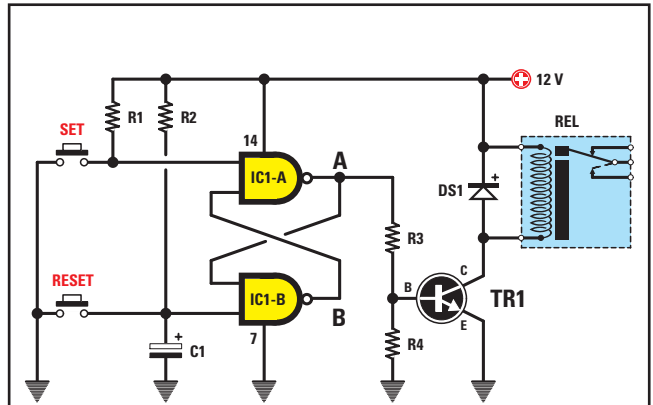 12 V
R1
R2
REL
SET
14
IC1-A
A
DS1
+
R3
RESET
B
C
TR1
IC1-B
B
E
7
+
C1
R4